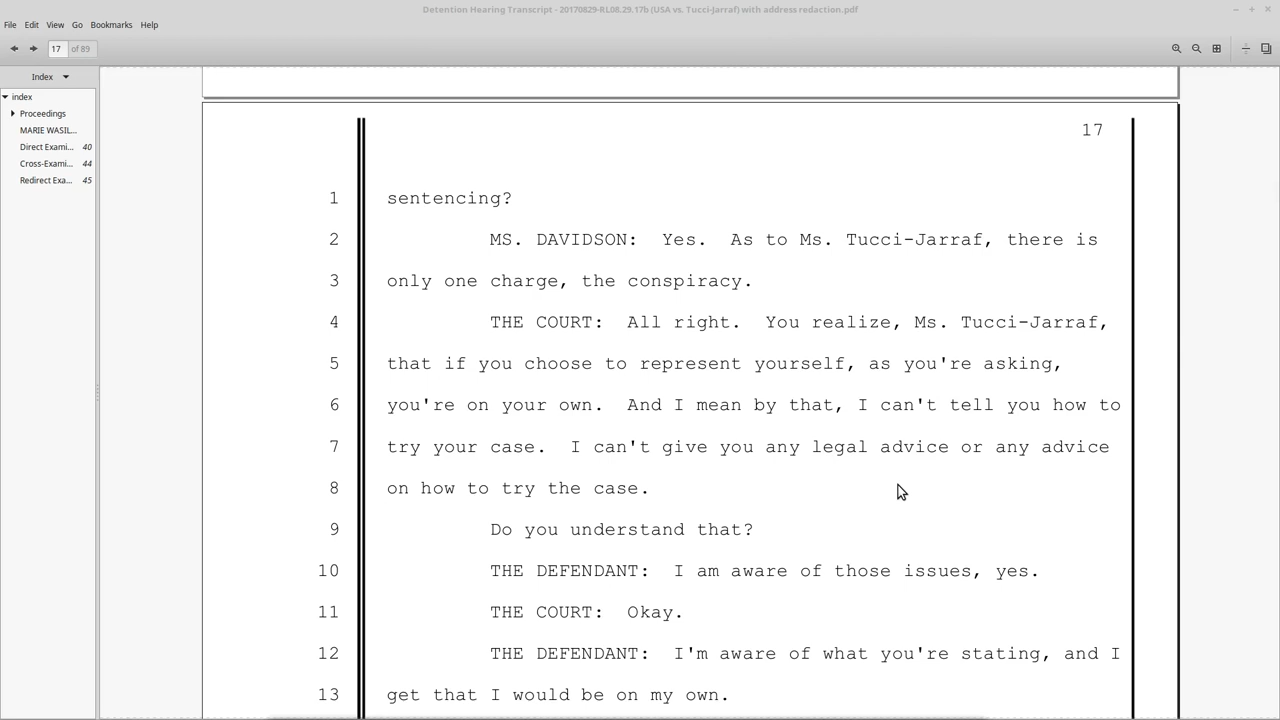 Detention Hearing Transcript - 20170829-RL08.29.17b (USA vs. Tucci-Jarraf) with address redaction.pdf
File Edit View Go Bookmarks Help
17 of 89
Index
index
Proceedings
MARIE WASIL...
Direct Exami... 40
Cross-Exami... 44
Redirect Exa... 45
17
1 sentencing?
2 MS. DAVIDSON: Yes. As to Ms. Tucci-Jarraf, there is
3 only one charge, the conspiracy.
4 THE COURT: All right. You realize, Ms. Tucci-Jarraf,
5 that if you choose to represent yourself, as you're asking,
6 you're on your own. And I mean by that, I can't tell you how to
7 try your case. I can't give you any legal advice or any advice
8 on how to try the case.
9 Do you understand that?
10 THE DEFENDANT: I am aware of those issues, yes.
11 THE COURT: Okay.
12 THE DEFENDANT: I'm aware of what you're stating, and I
13 get that I would be on my own.